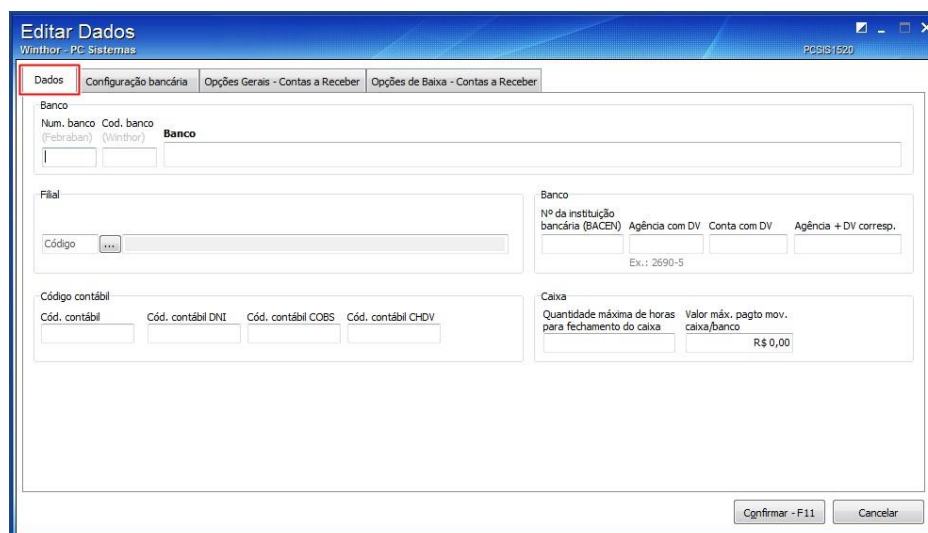 Editar Dados
Winthor - PC Sistemas
PCSIS1520
Dados Configuração bancária Opções Gerais - Contas a Receber Opções de Baixa - Contas a Receber
Banco
Num. banco Cod. banco
(Febraban) (Winthor) Banco
Filial
Código ...
Banco
Nº da instituição
bancária (BACEN) Agência com DV Conta com DV Agência + DV corresp.
Ex.: 2690-5
Código contábil
Cód. contábil Cód. contábil DNI Cód. contábil COBS Cód. contábil CHDV
Caixa
Quantidade máxima de horas Valor máx. pagto mov.
para fechamento do caixa caixa/banco
R$ 0,00
Confirmar - F11 Cancelar